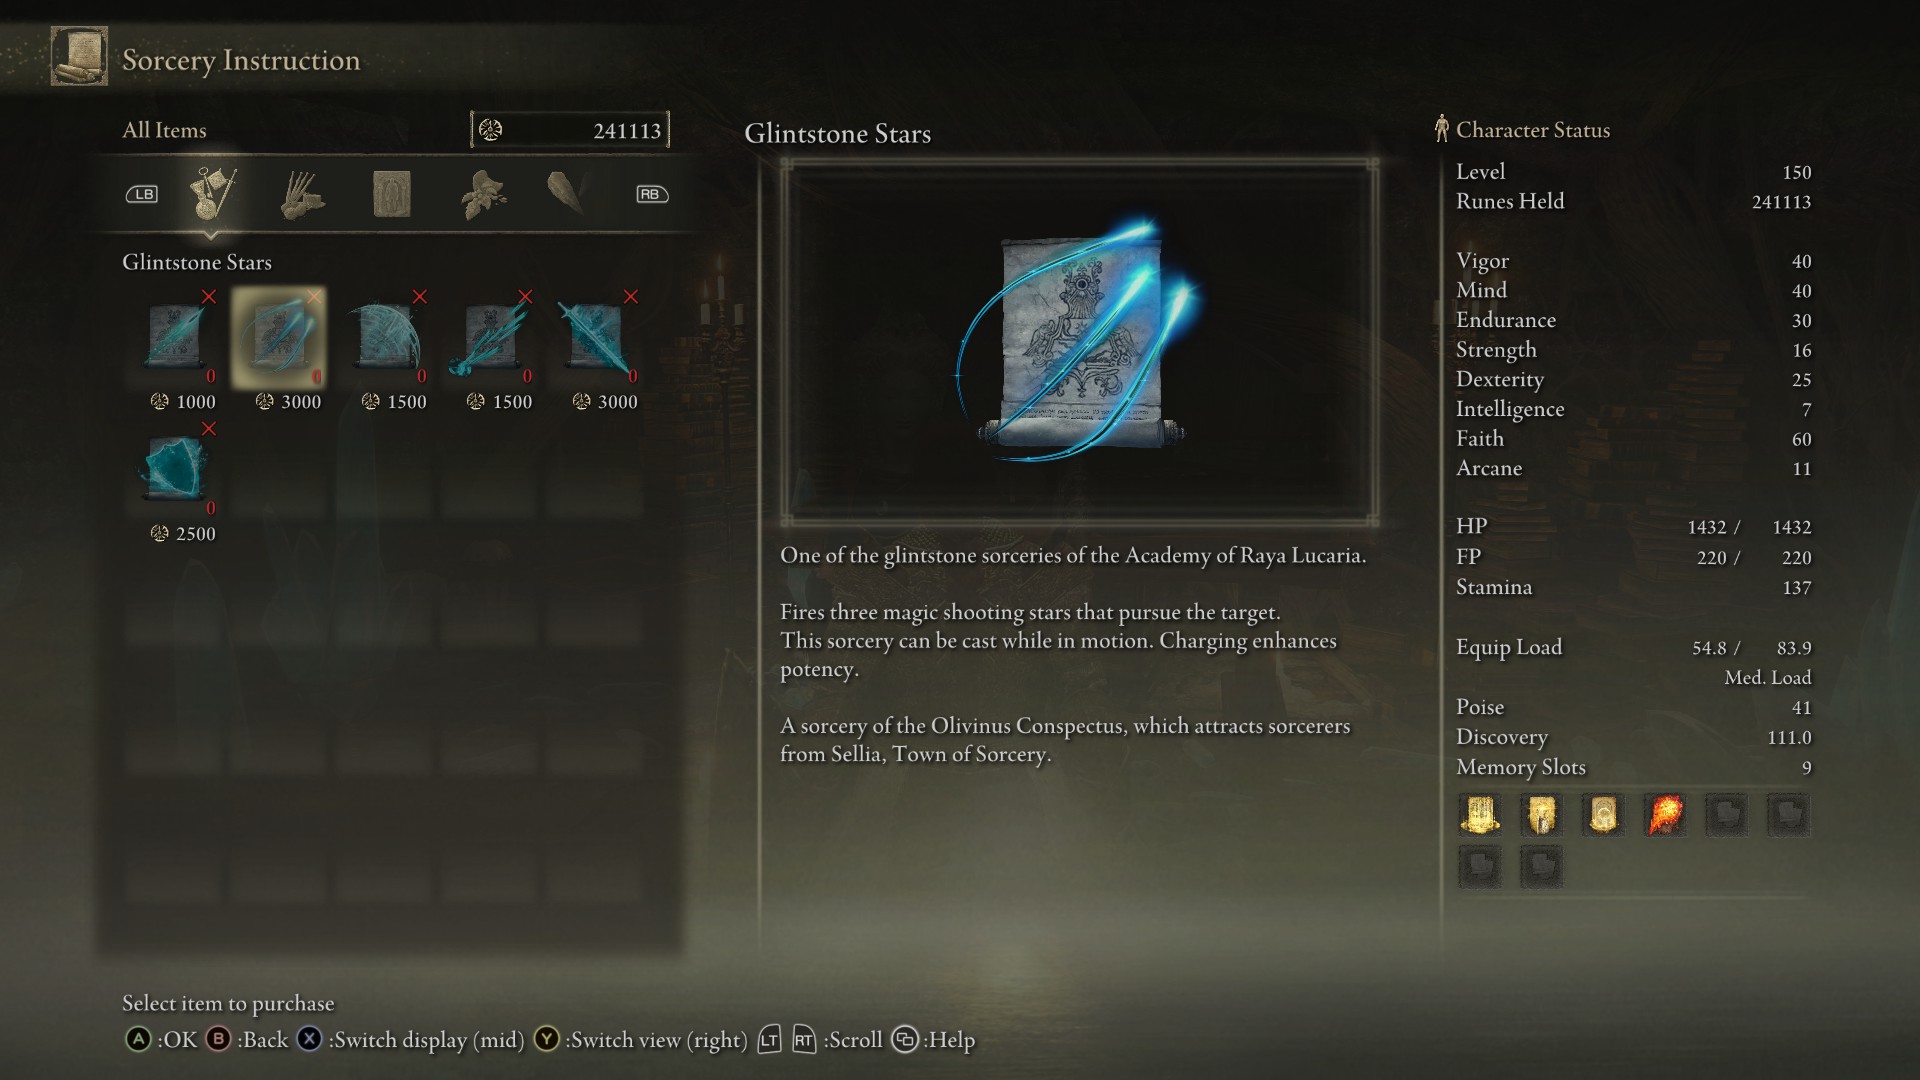 Sorcery Instruction
All Items
241113
LB
RB
Glintstone Stars
0
0
0
0
0
1000
3000
1500
1500
3000
0
2500
Glintstone Stars
One of the glintstone sorceries of the Academy of Raya Lucaria.
Fires three magic shooting stars that pursue the target.
This sorcery can be cast while in motion. Charging enhances
potency.
A sorcery of the Olivinus Conspectus, which attracts sorcerers
from Sellia, Town of Sorcery.
Character Status
Level 150
Runes Held 241113
Vigor 40
Mind 40
Endurance 30
Strength 16
Dexterity 25
Intelligence 7
Faith 60
Arcane 11
HP 1432 / 1432
FP 220 / 220
Stamina 137
Equip Load 54.8 / 83.9
Med. Load
Poise 41
Discovery 111.0
Memory Slots 9
Select item to purchase
A :OK B :Back X :Switch display (mid) Y :Switch view (right) LT RT :Scroll :Help